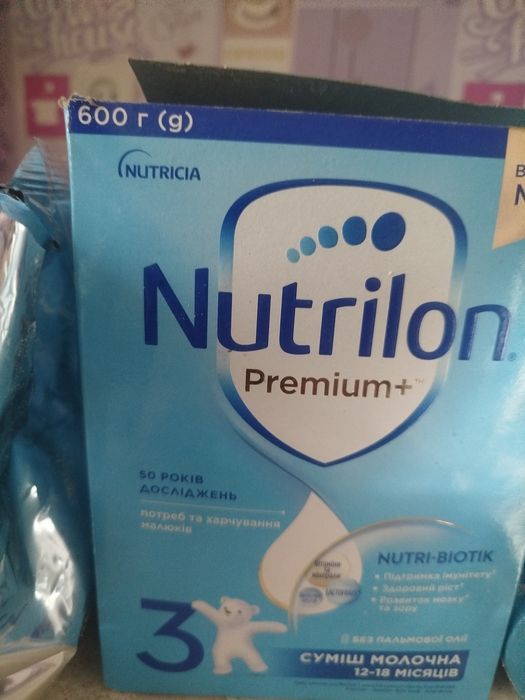 600 г (g)
NUTRICIA
Nutrilon
Premium+™
50 РОКІВ
ДОСЛІДЖЕНЬ
потреб та харчування
малюків
NUTRI-BIOTIK
• Підтримка імунітету*
• Здоровий ріст*
• Розвиток мозку*
та зору
3
БЕЗ ПАЛЬМОВОЇ ОЛІЇ
СУМІШ МОЛОЧНА
12-18 МІСЯЦІВ